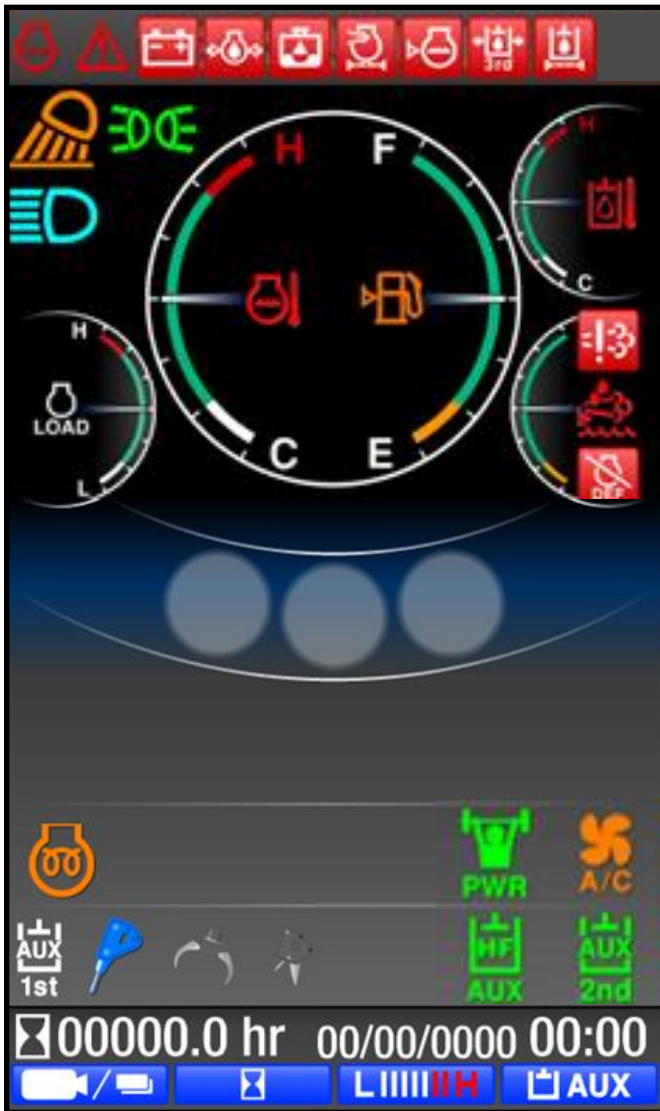 3rd
H F
H
C
H
LOAD
L
C E
DEF
PWR A/C
AUX HF AUX
1st AUX 2nd
00000.0 hr 00/00/0000 00:00
L H AUX